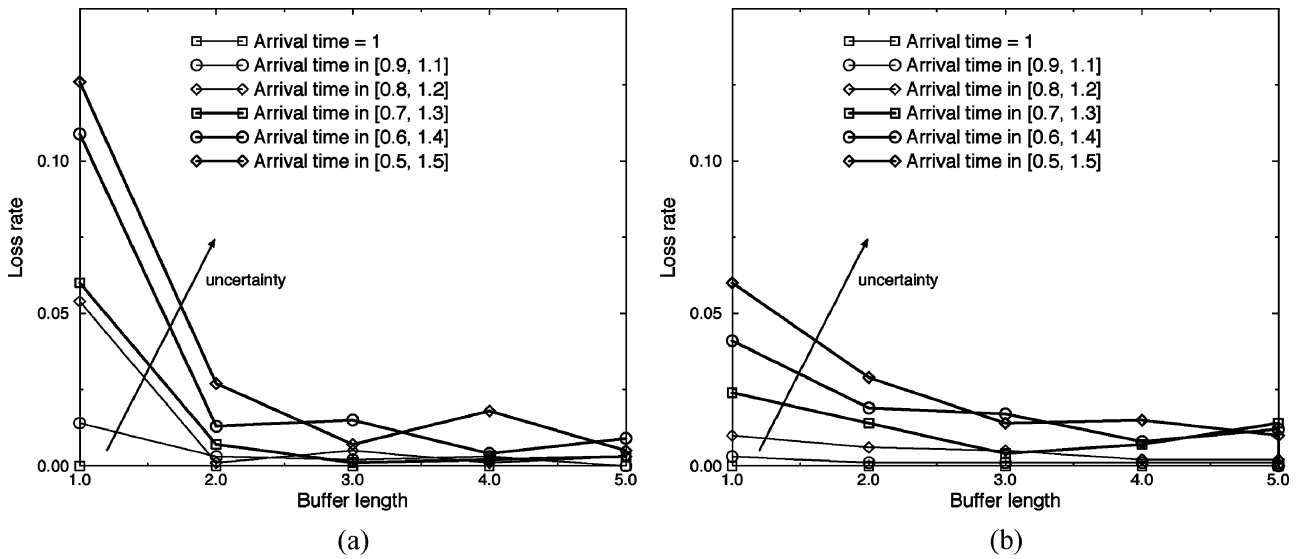 Arrival time = 1
Arrival time in [0.9, 1.1]
Arrival time in [0.8, 1.2]
Arrival time in [0.7, 1.3]
Arrival time in [0.6, 1.4]
Arrival time in [0.5, 1.5]
0.10
0.05
0.00
Loss rate
uncertainty
1.0 2.0 3.0 4.0 5.0
Buffer length
(a)
Arrival time = 1
Arrival time in [0.9, 1.1]
Arrival time in [0.8, 1.2]
Arrival time in [0.7, 1.3]
Arrival time in [0.6, 1.4]
Arrival time in [0.5, 1.5]
0.10
0.05
0.00
Loss rate
uncertainty
1.0 2.0 3.0 4.0 5.0
Buffer length
(b)